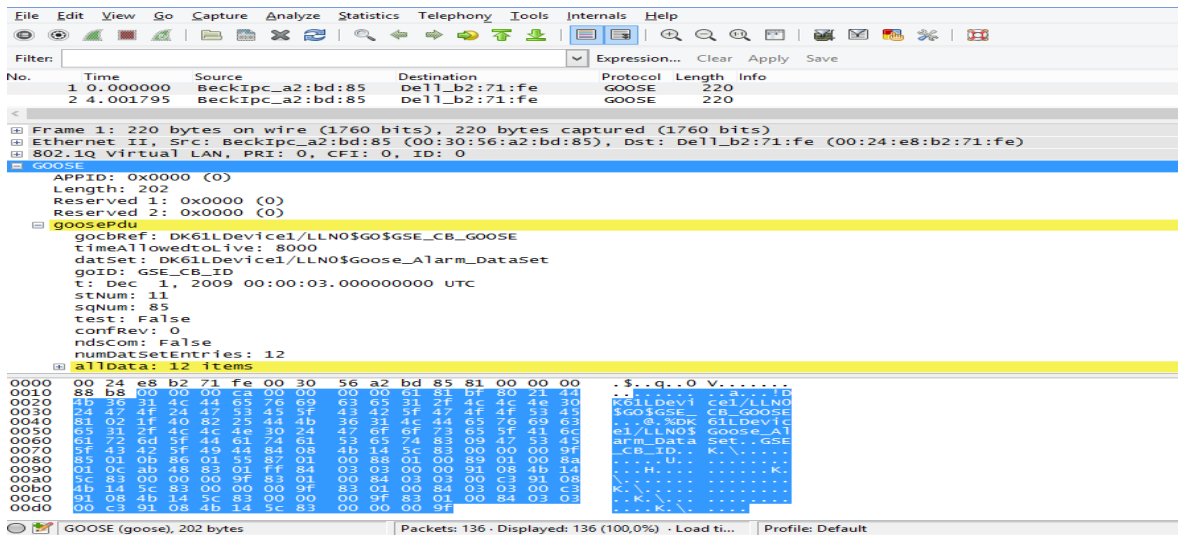 File Edit View Go Capture Analyze Statistics Telephony Tools Internals Help
Filter: Expression... Clear Apply Save
No. Time Source Destination Protocol Length Info
1 0.000000 BeckIpc_a2:bd:85 Dell_b2:71:fe GOOSE 220
2 4.001795 BeckIpc_a2:bd:85 Dell_b2:71:fe GOOSE 220
Frame 1: 220 bytes on wire (1760 bits), 220 bytes captured (1760 bits)
Ethernet II, Src: BeckIpc_a2:bd:85 (00:30:56:a2:bd:85), Dst: Dell_b2:71:fe (00:24:e8:b2:71:fe)
802.1Q Virtual LAN, PRI: 0, CFI: 0, ID: 0
GOOSE
APPID: 0x0000 (0)
Length: 202
Reserved 1: 0x0000 (0)
Reserved 2: 0x0000 (0)
goosePdu
gocbRef: DK61LDevice1/LLN0$GO$GSE_CB_GOOSE
timeAllowedtoLive: 8000
datSet: DK61LDevice1/LLN0$Goose_Alarm_DataSet
goID: GSE_CB_ID
t: Dec 1, 2009 00:00:03.000000000 UTC
stNum: 11
sqNum: 85
test: False
confRev: 0
ndsCom: False
numDatSetEntries: 12
allData: 12 items
0000 00 24 e8 b2 71 fe 00 30 56 a2 bd 85 81 00 00 00 .$..q..0 V.......
0010 88 b8 00 00 00 ca 00 00 00 00 61 81 bf 80 21 44 ........ ..a...!D
0020 4b 36 31 4c 44 65 76 69 63 65 31 2f 4c 4c 4e 30 K61LDevi ce1/LLN0
0030 24 47 4f 24 47 53 45 5f 43 42 5f 47 4f 4f 53 45 $GO$GSE_ CB_GOOSE
0040 81 02 1f 40 82 25 44 4b 36 31 4c 44 65 76 69 63 ...@.%DK 61LDevic
0050 65 31 2f 4c 4c 4e 30 24 47 6f 6f 73 65 5f 41 6c e1/LLN0$ Goose_Al
0060 61 72 6d 5f 44 61 74 61 53 65 74 83 09 47 53 45 arm_Data Set..GSE
0070 5f 43 42 5f 49 44 84 08 4b 14 5c 83 00 00 00 9f _CB_ID.. K.\.....
0080 85 01 0b 86 01 55 87 01 00 88 01 00 89 01 00 8a .....U.. ........
0090 01 0c ab 48 83 01 ff 84 03 03 00 00 91 08 4b 14 ...H.... ......K.
00a0 5c 83 00 00 00 9f 83 01 00 84 03 03 00 c3 91 08 \....... ........
00b0 4b 14 5c 83 00 00 00 9f 83 01 00 84 03 03 00 c3 K.\..... ........
00c0 91 08 4b 14 5c 83 00 00 00 9f 83 01 00 84 03 03 ..K.\... ........
00d0 00 c3 91 08 4b 14 5c 83 00 00 00 9f ....K.\. ....
GOOSE (goose), 202 bytes Packets: 136 · Displayed: 136 (100,0%) · Load ti... Profile: Default